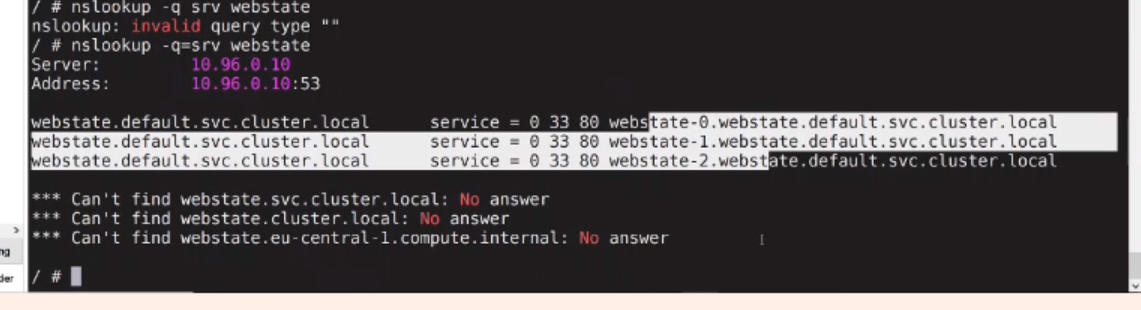 / # nslookup -q srv webstate
nslookup: invalid query type ""
/ # nslookup -q=srv webstate
Server: 10.96.0.10
Address: 10.96.0.10:53
webstate.default.svc.cluster.local service = 0 33 80 webstate-0.webstate.default.svc.cluster.local
webstate.default.svc.cluster.local service = 0 33 80 webstate-1.webstate.default.svc.cluster.local
webstate.default.svc.cluster.local service = 0 33 80 webstate-2.webstate.default.svc.cluster.local
*** Can't find webstate.svc.cluster.local: No answer
*** Can't find webstate.cluster.local: No answer
*** Can't find webstate.eu-central-1.compute.internal: No answer
ng
der
/ #